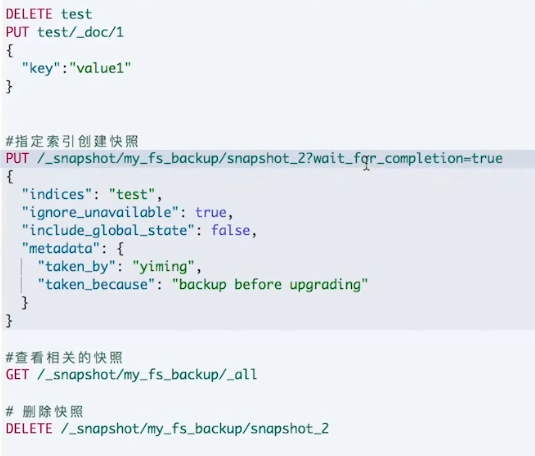 DELETE test
PUT test/_doc/1
{
  "key":"value1"
}
#指定索引创建快照
PUT /_snapshot/my_fs_backup/snapshot_2?wait_for_completion=true
{
  "indices": "test",
  "ignore_unavailable": true,
  "include_global_state": false,
  "metadata": {
    "taken_by": "yiming",
    "taken_because": "backup before upgrading"
  }
}
#查看相关的快照
GET /_snapshot/my_fs_backup/_all
# 删除快照
DELETE /_snapshot/my_fs_backup/snapshot_2